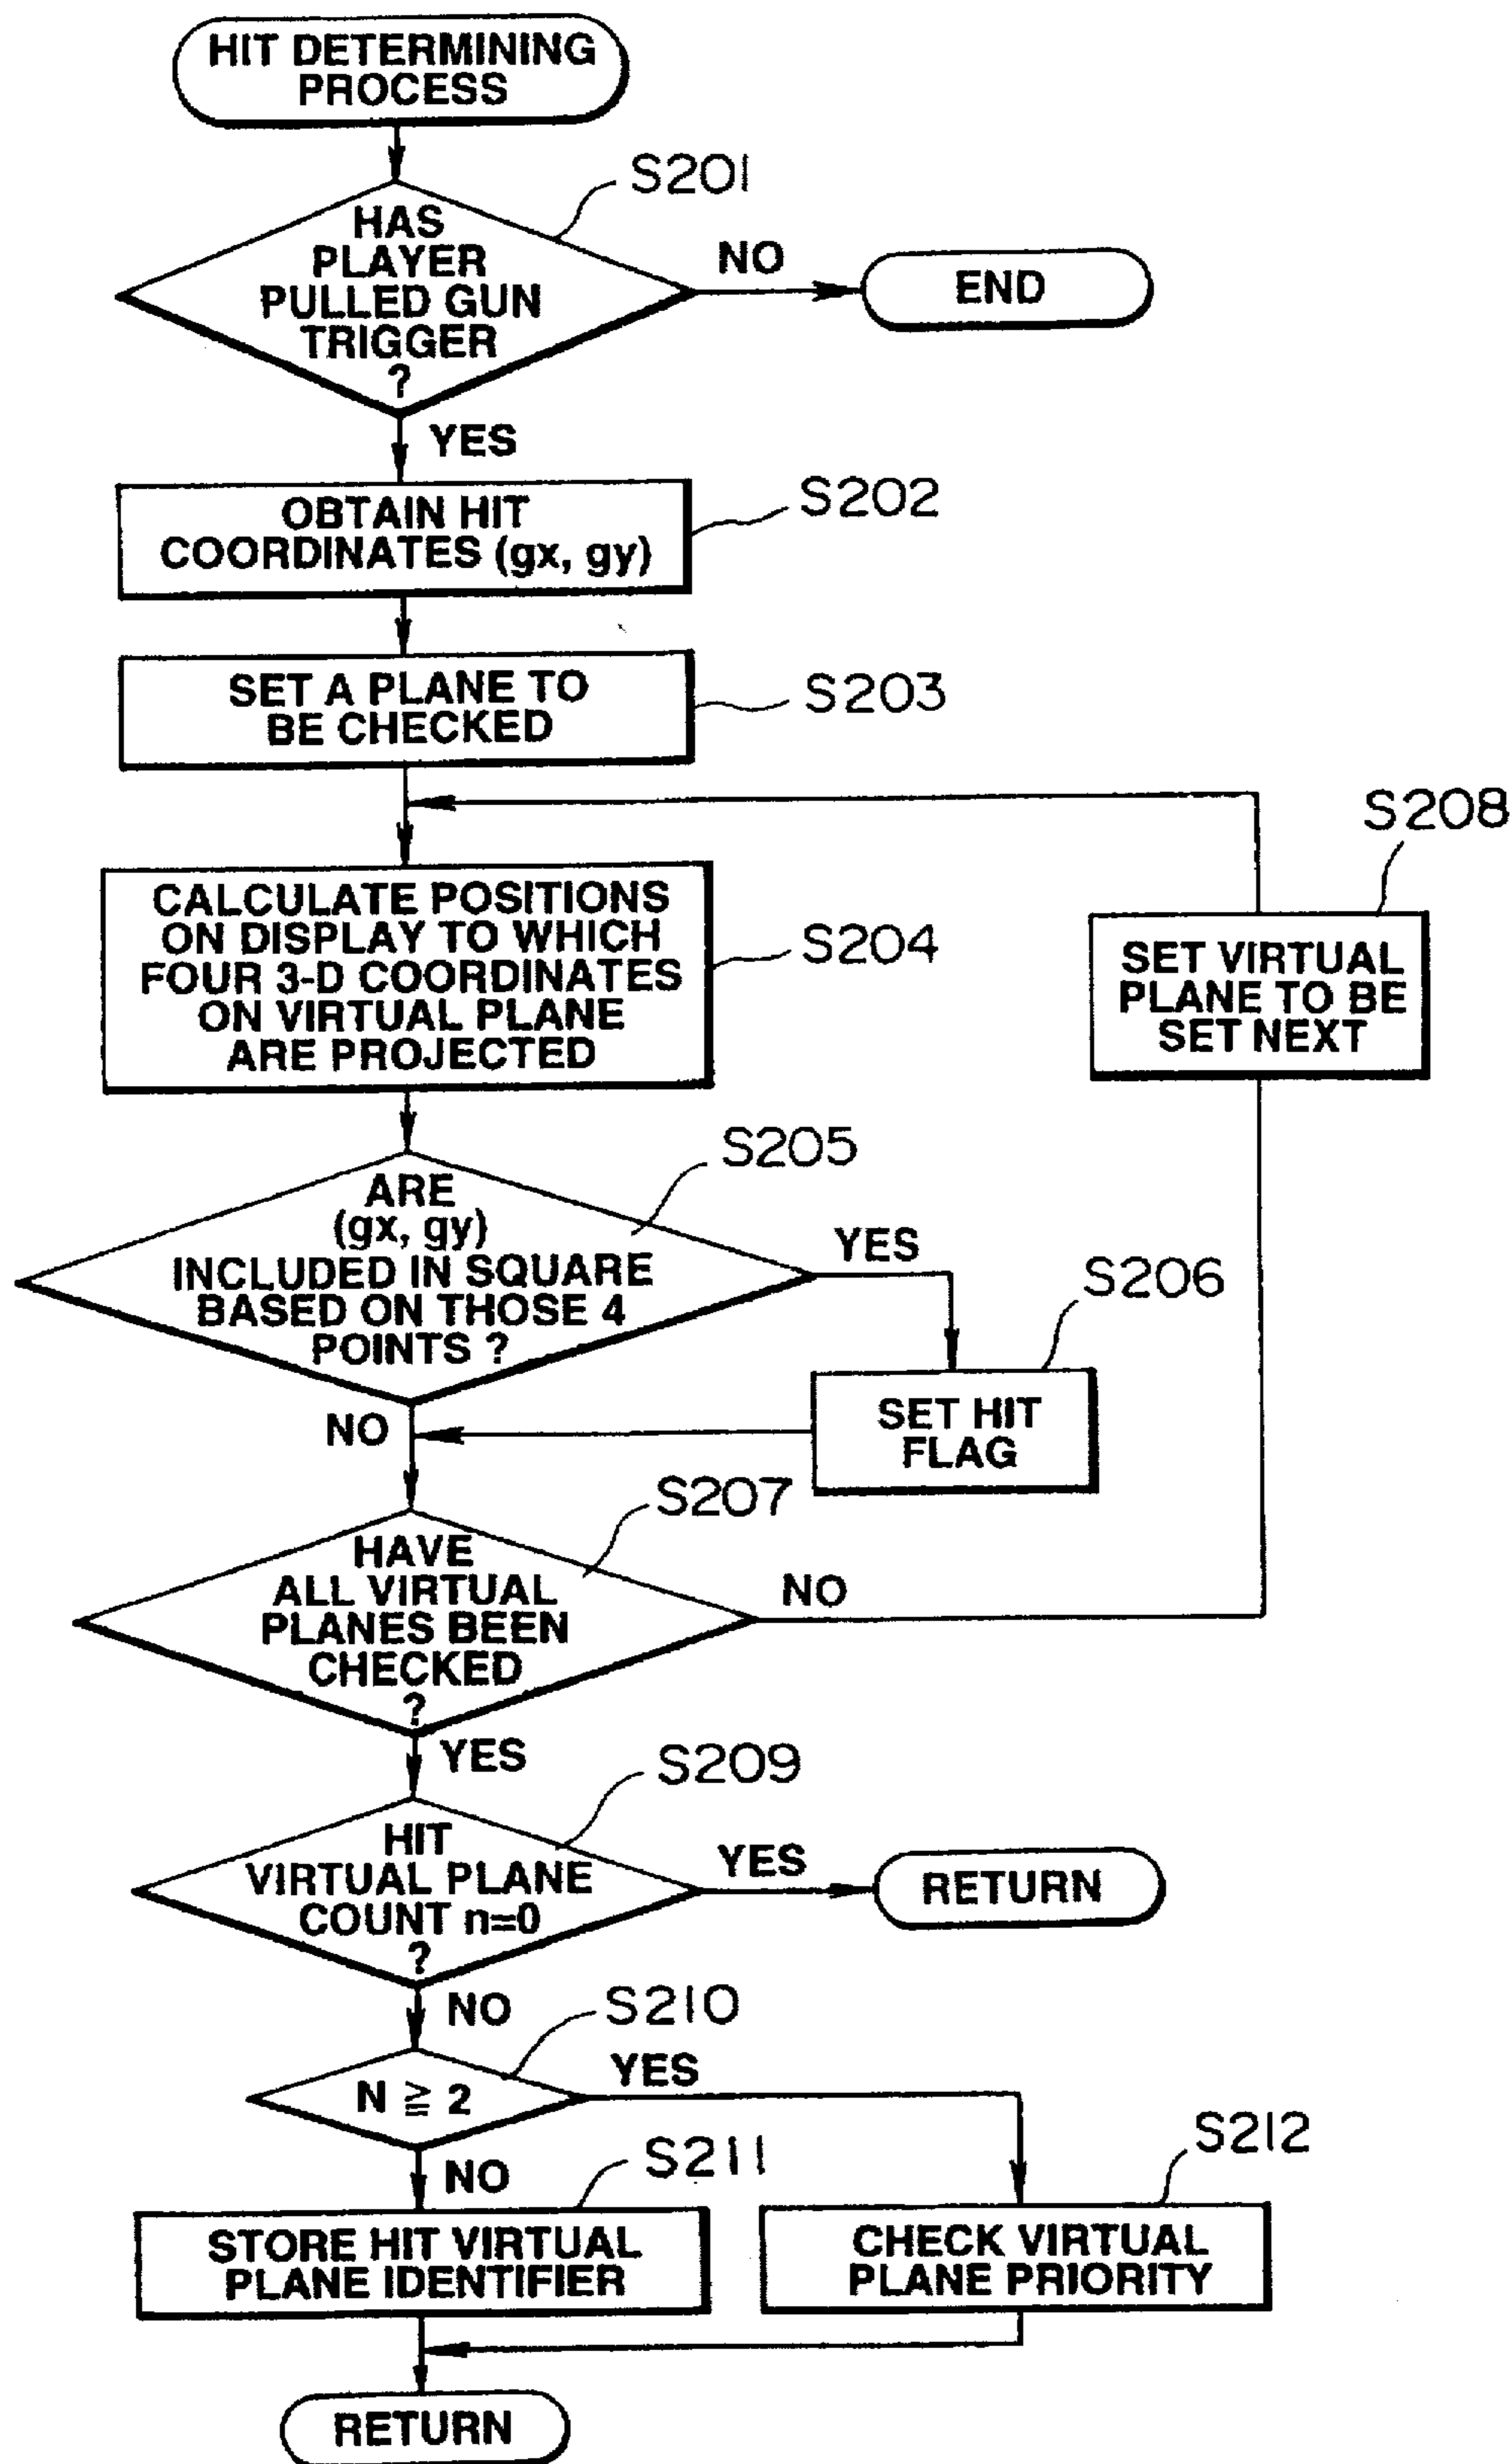 HIT DETERMINING
PROCESS
S201
HAS
PLAYER
PULLED GUN
TRIGGER
?
NO
END
YES
S202
OBTAIN HIT
COORDINATES (gx, gy)
S203
SET A PLANE TO
BE CHECKED
S208
SET VIRTUAL
PLANE TO BE
SET NEXT
S204
CALCULATE POSITIONS
ON DISPLAY TO WHICH
FOUR 3-D COORDINATES
ON VIRTUAL PLANE
ARE PROJECTED
S205
ARE
(gx, gy)
INCLUDED IN SQUARE
BASED ON THOSE 4
POINTS ?
YES
S206
SET HIT
FLAG
NO
S207
HAVE
ALL VIRTUAL
PLANES BEEN
CHECKED
?
NO
YES
S209
HIT
VIRTUAL PLANE
COUNT n=0
?
YES
RETURN
NO
S210
N ≧ 2
YES
NO
S211
STORE HIT VIRTUAL
PLANE IDENTIFIER
S212
CHECK VIRTUAL
PLANE PRIORITY
RETURN